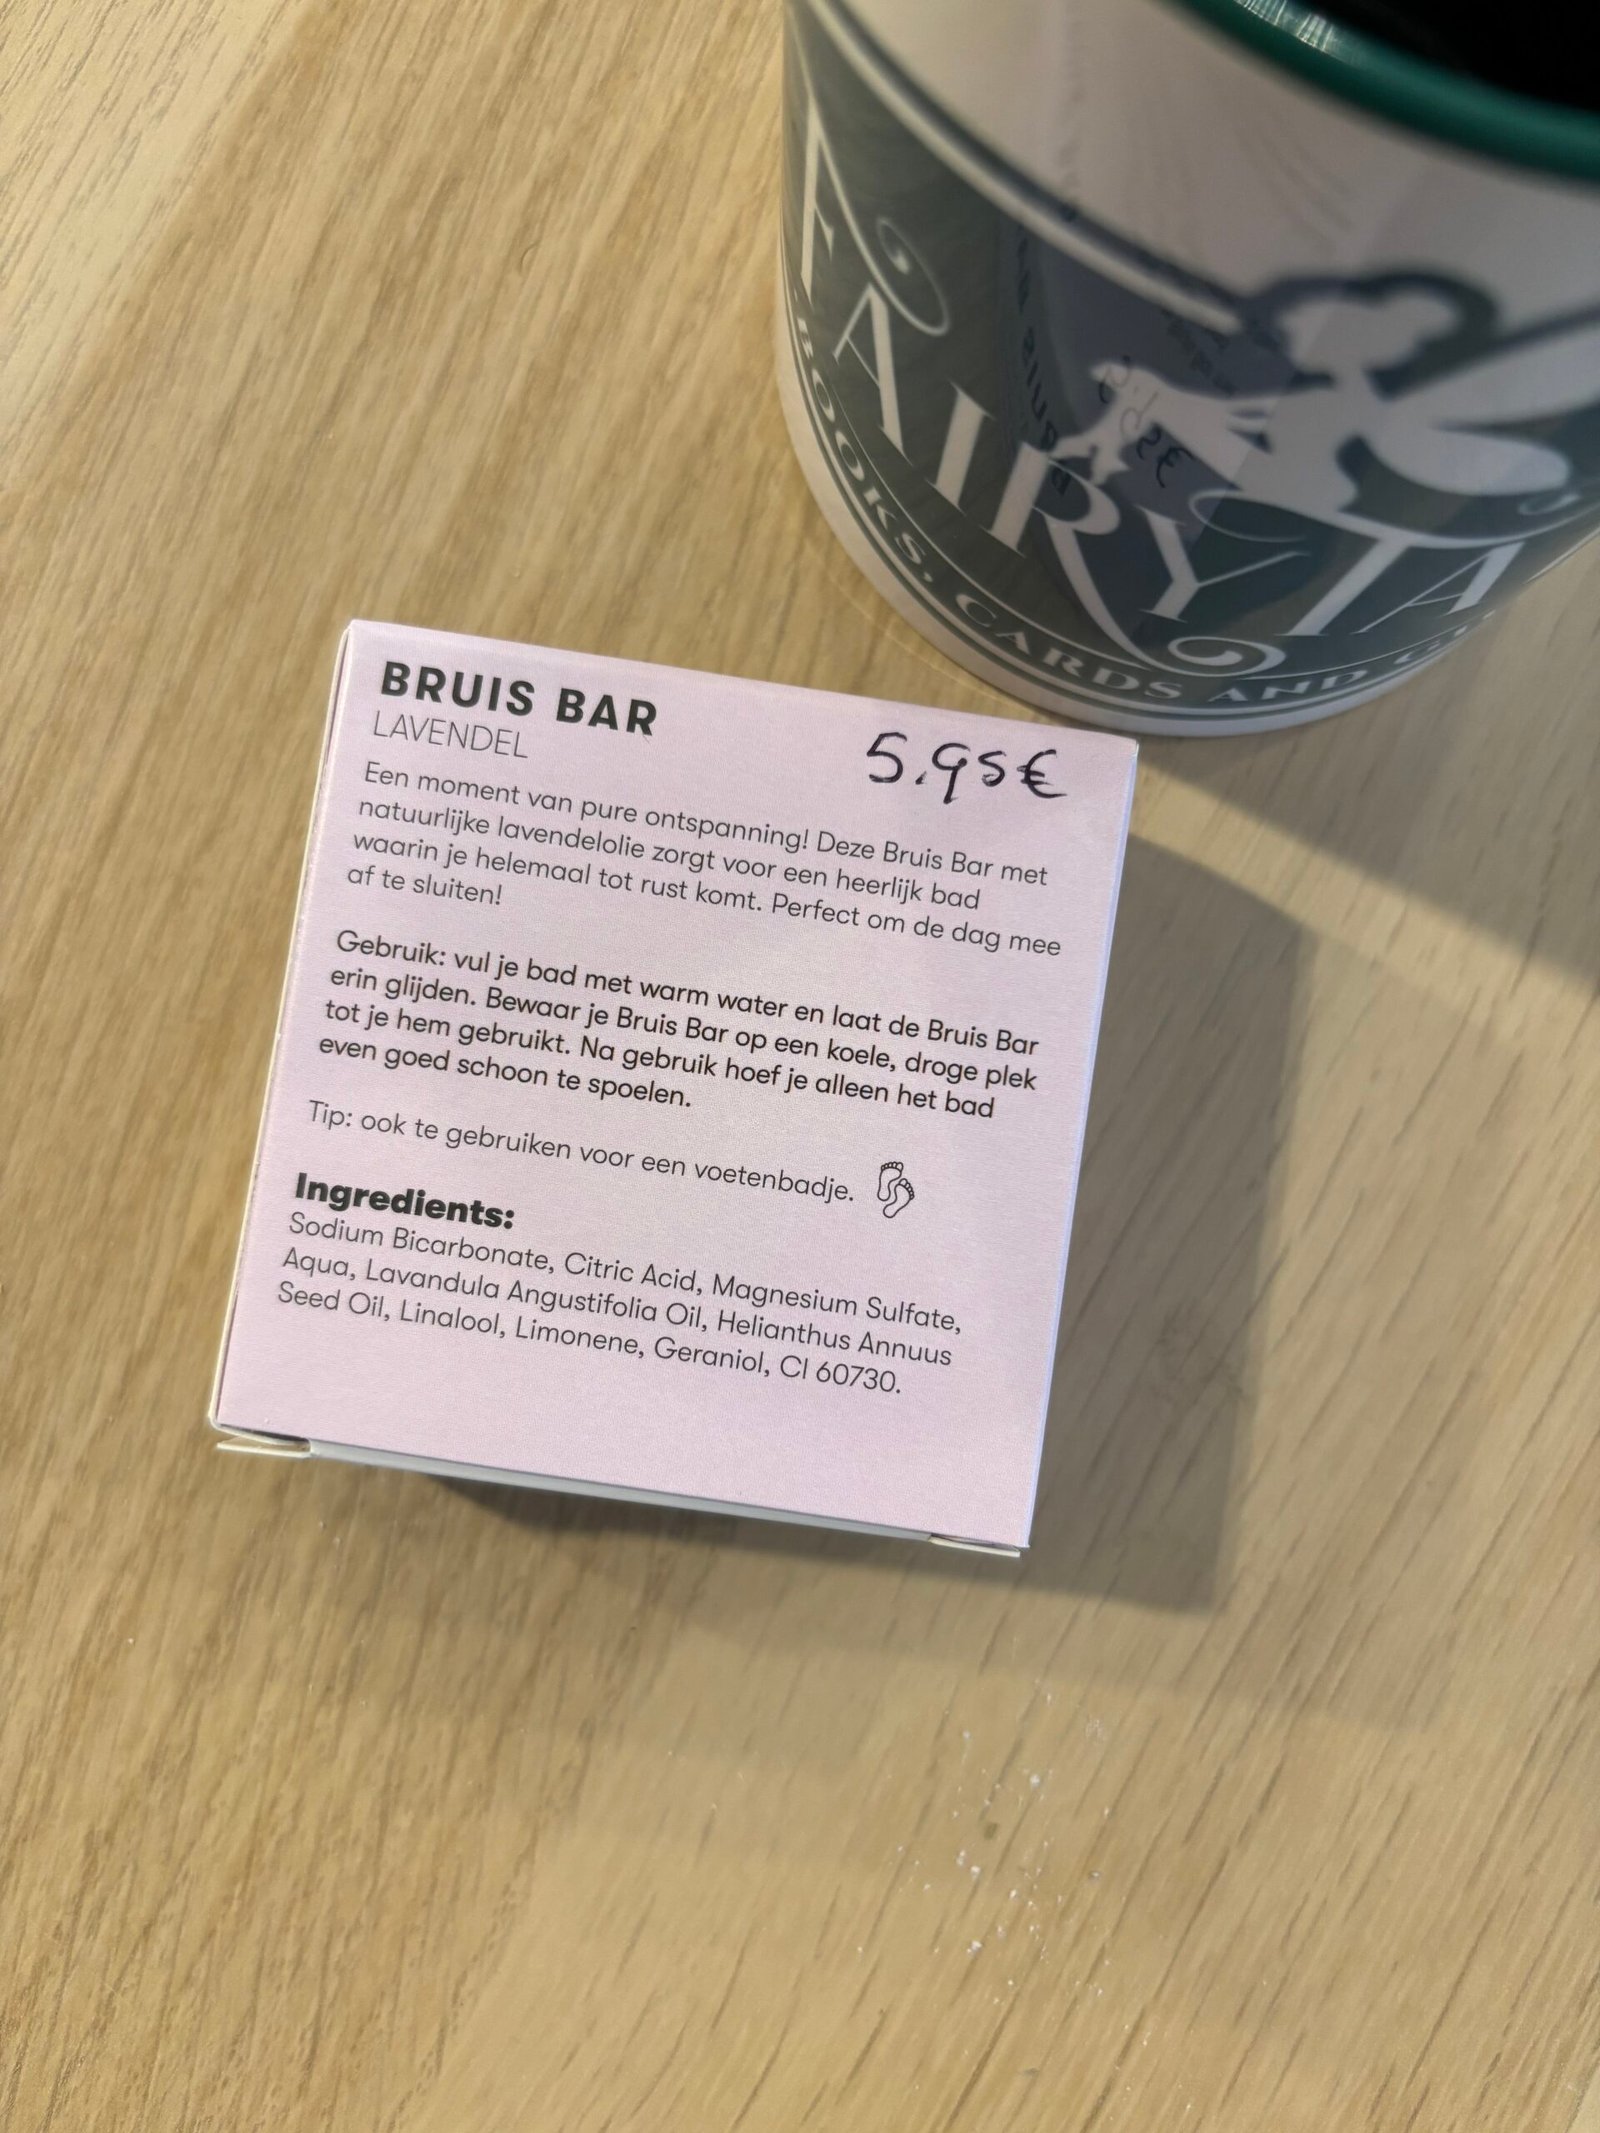 FAIRYTA
BOOKS, CARDS AND
BRUIS BAR
LAVENDEL
5.95€
Een moment van pure ontspanning! Deze Bruis Bar met
natuurlijke lavendelolie zorgt voor een heerlijk bad
waarin je helemaal tot rust komt. Perfect om de dag mee
af te sluiten!
Gebruik: vul je bad met warm water en laat de Bruis Bar
erin glijden. Bewaar je Bruis Bar op een koele, droge plek
tot je hem gebruikt. Na gebruik hoef je alleen het bad
even goed schoon te spoelen.
Tip: ook te gebruiken voor een voetenbadje.
Ingredients:
Sodium Bicarbonate, Citric Acid, Magnesium Sulfate,
Aqua, Lavandula Angustifolia Oil, Helianthus Annuus
Seed Oil, Linalool, Limonene, Geraniol, CI 60730.